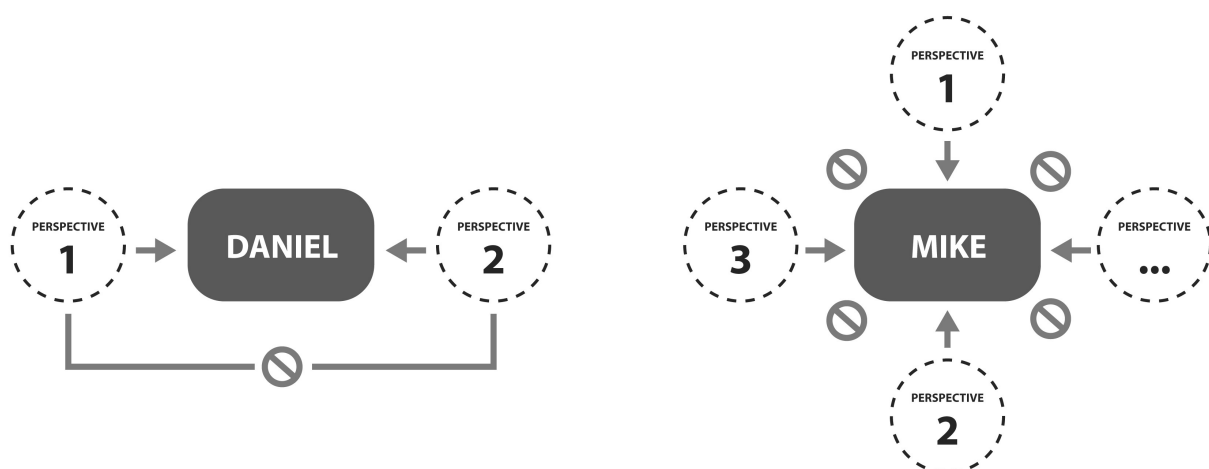 PERSPECTIVE
1
DANIEL
PERSPECTIVE
2
PERSPECTIVE
1
PERSPECTIVE
3
MIKE
PERSPECTIVE
...
PERSPECTIVE
2